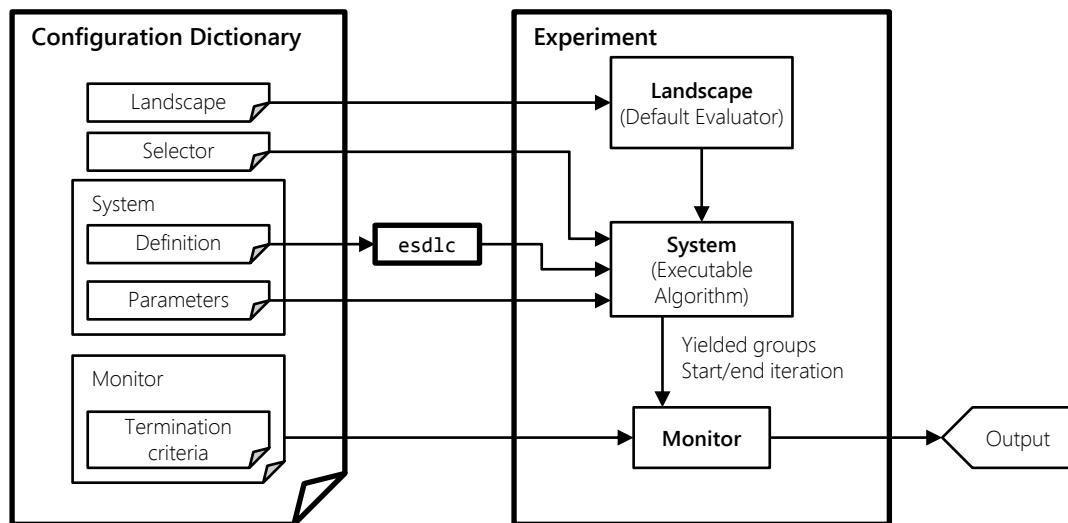 Configuration Dictionary
Landscape
Selector
System
Definition
Parameters
Monitor
Termination
criteria
esdlc
Experiment
Landscape
(Default Evaluator)
System
(Executable
Algorithm)
Yielded groups
Start/end iteration
Monitor
Output